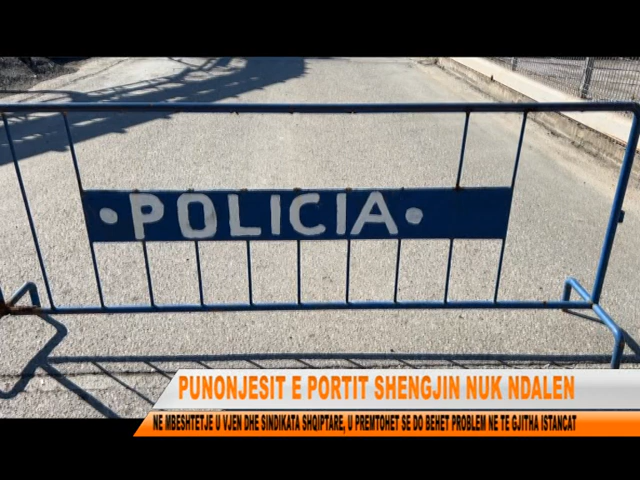 • POLICIA •
PUNONJESIT E PORTIT SHENGJIN NUK NDALEN
NE MBESHTETJE U VJEN DHE SINDIKATA SHQIPTARE, U PREMTOHET SE DO BEHET PROBLEM NE TE GJITHA ISTANCAT